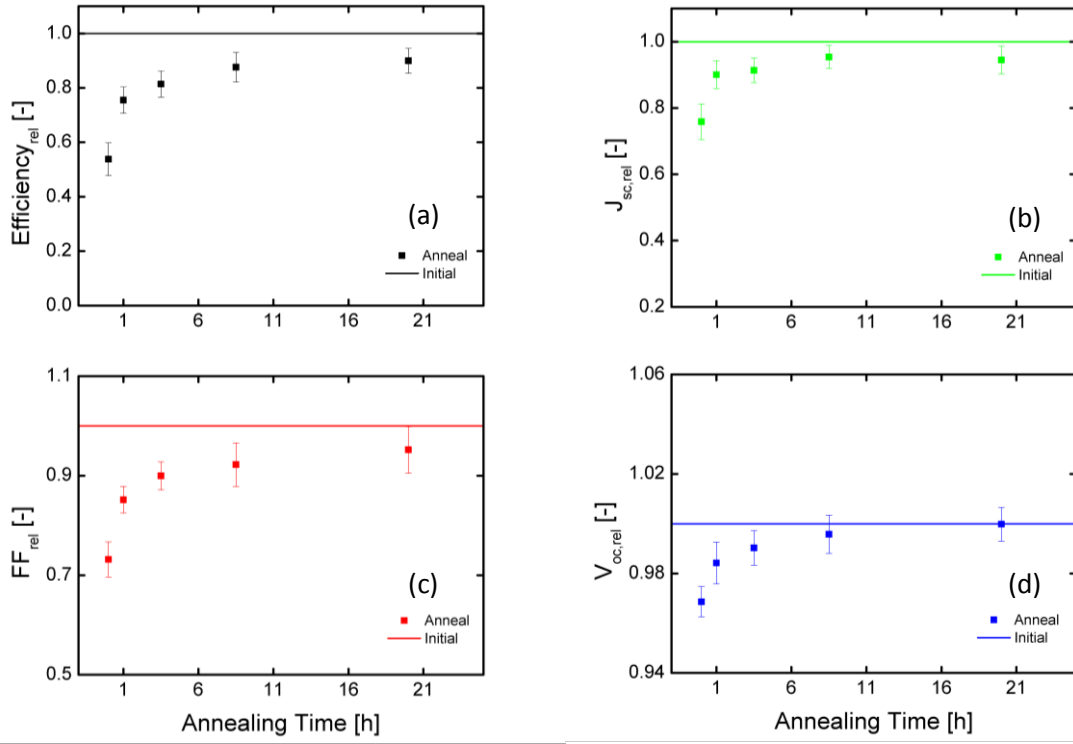 Efficiency_rel [-]
1.0
0.8
0.6
0.4
0.2
0.0
(a)
Anneal
Initial
1 6 11 16 21
J_sc,rel [-]
1.0
0.8
0.6
0.4
0.2
(b)
Anneal
Initial
1 6 11 16 21
FF_rel [-]
1.1
0.9
0.7
0.5
(c)
Anneal
Initial
1 6 11 16 21
Annealing Time [h]
V_oc,rel [-]
1.06
1.02
0.98
0.94
(d)
Anneal
Initial
1 6 11 16 21
Annealing Time [h]